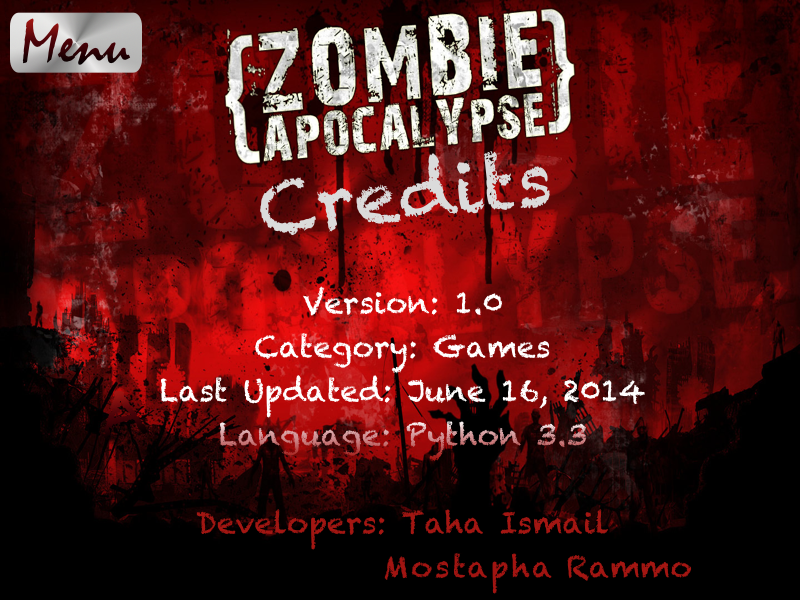 Menu
{ZOMBIE
APOCALYPSE}
Credits
Version: 1.0
Category: Games
Last Updated: June 16, 2014
Language: Python 3.3
Developers: Taha Ismail
Mostapha Rammo